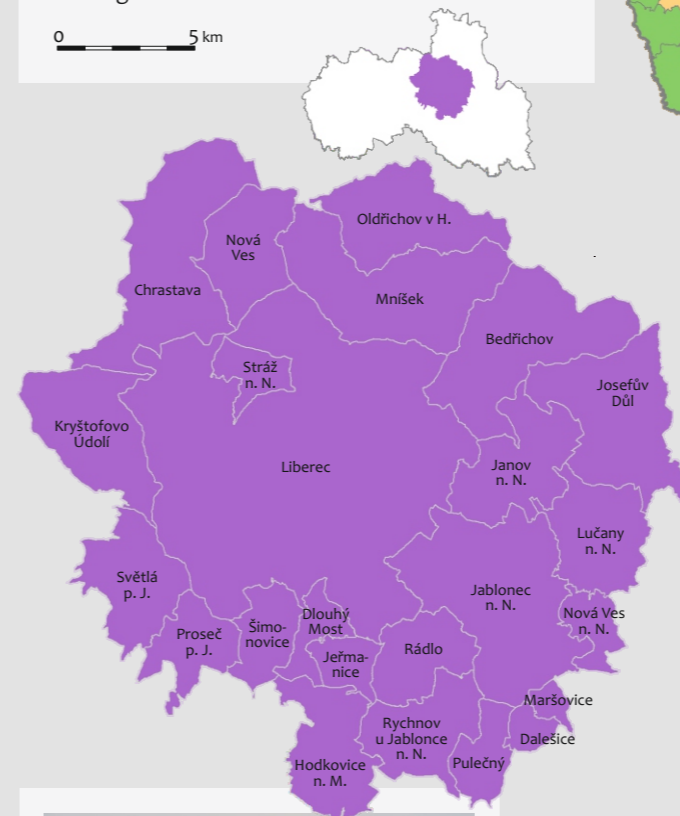 0 5 km
Oldřichov v H.
Nová
Ves
Chrastava
Mníšek
Bedřichov
Stráž
n. N.
Josefův
Důl
Kryštofovo
Údolí
Liberec
Janov
n. N.
Lučany
n. N.
Světlá
p. J.
Jablonec
n. N.
Nová Ves
n. N.
Dlouhý
Most
Šimo-
novice
Proseč
p. J.
Rádlo
Jeřma-
nice
Maršovice
Rychnov
u Jablonce
n. N.
Dalešice
Pulečný
Hodkovice
n. M.